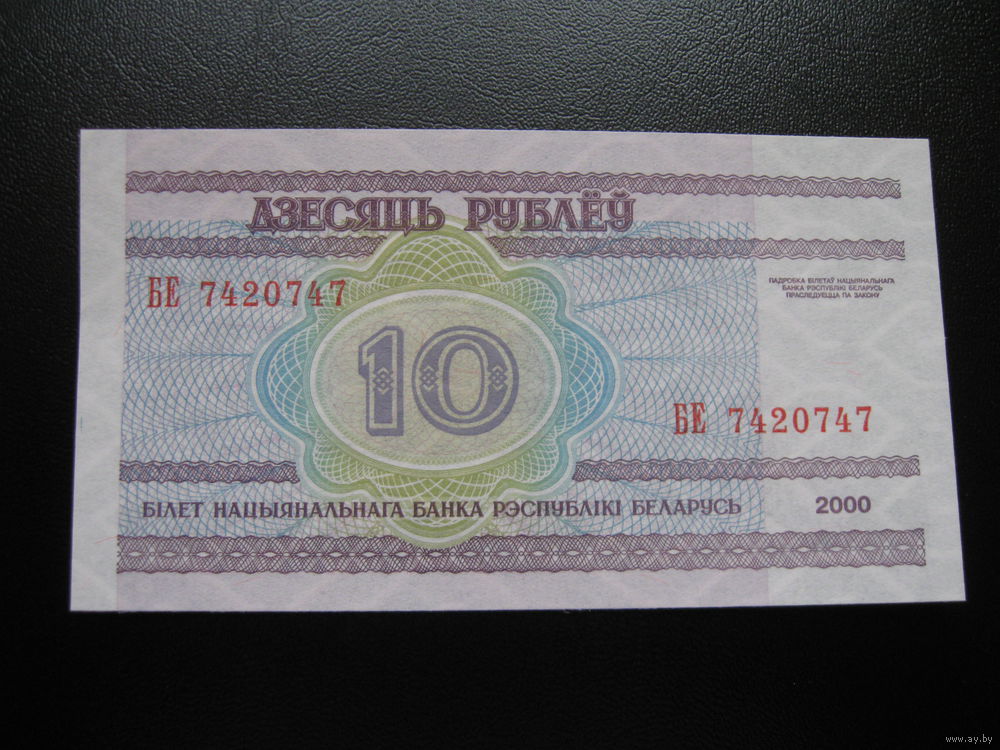 ДЗЕСЯЦЬ РУБЛЁЎ
БЕ 7420747
ПАДРОБКА БІЛЕТАЎ НАЦЫЯНАЛЬНАГА
БАНКА РЭСПУБЛІКІ БЕЛАРУСЬ
ПРАСЛЕДУЕЦЦА ПА ЗАКОНУ
10
БЕ 7420747
БІЛЕТ НАЦЫЯНАЛЬНАГА БАНКА РЭСПУБЛІКІ БЕЛАРУСЬ 2000
www.ay.by